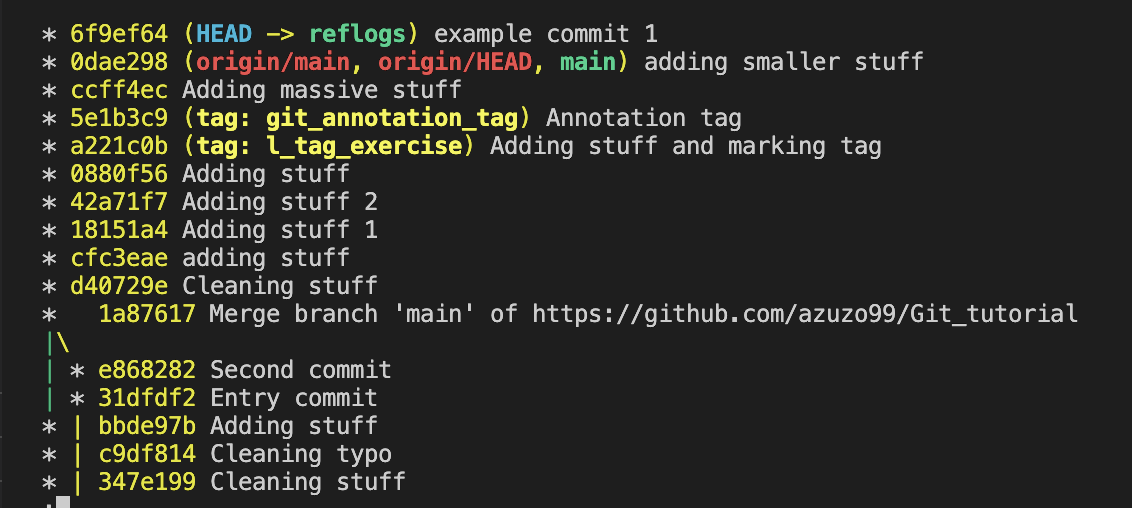 * 6f9ef64 (HEAD -> reflogs) example commit 1
* 0dae298 (origin/main, origin/HEAD, main) adding smaller stuff
* ccff4ec Adding massive stuff
* 5e1b3c9 (tag: git_annotation_tag) Annotation tag
* a221c0b (tag: l_tag_exercise) Adding stuff and marking tag
* 0880f56 Adding stuff
* 42a71f7 Adding stuff 2
* 18151a4 Adding stuff 1
* cfc3eae adding stuff
* d40729e Cleaning stuff
*   1a87617 Merge branch 'main' of https://github.com/azuzo99/Git_tutorial
|\
| * e868282 Second commit
| * 31dfdf2 Entry commit
* | bbde97b Adding stuff
* | c9df814 Cleaning typo
* | 347e199 Cleaning stuff
: